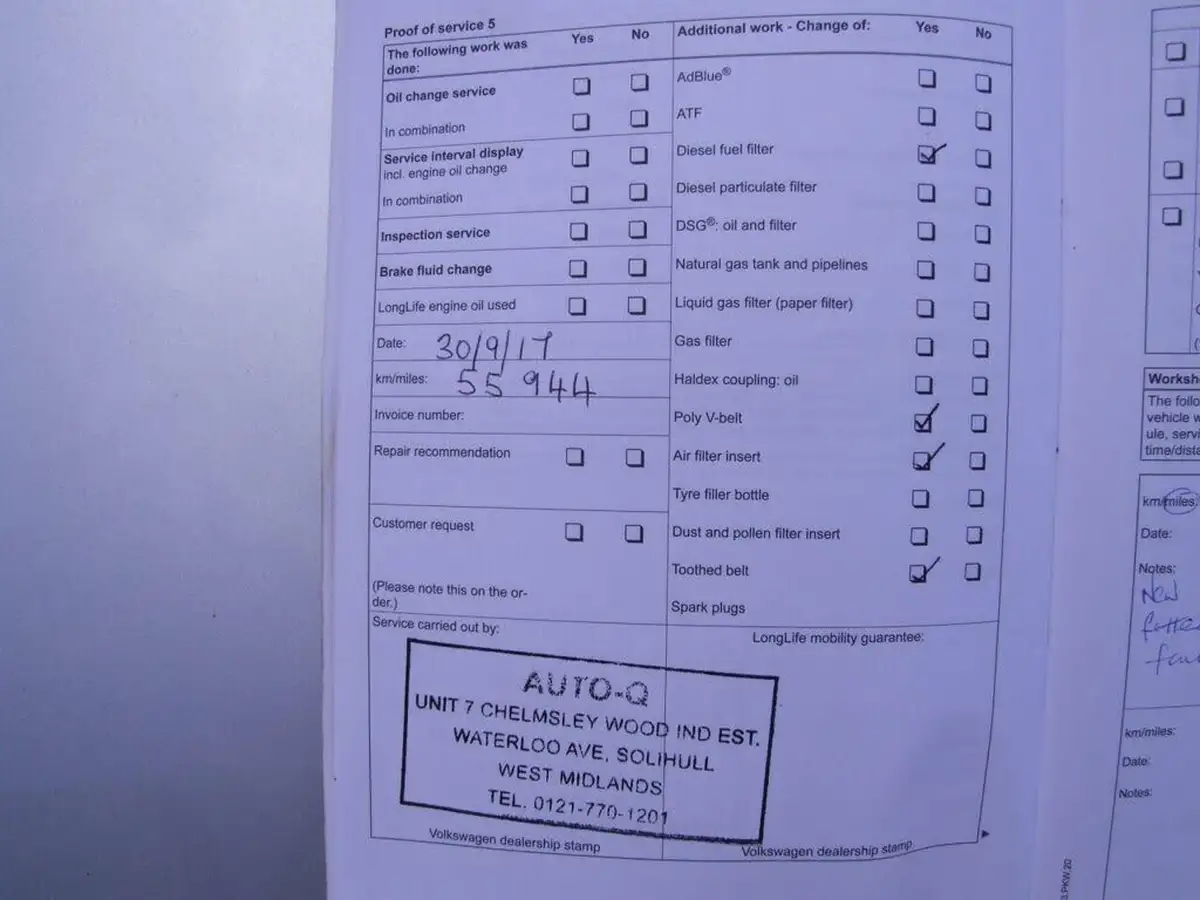 Proof of service 5
The following work was done: Yes No
Oil change service
In combination
Service interval display
incl. engine oil change
In combination
Inspection service
Brake fluid change
LongLife engine oil used
Date: 30/9/17
km/miles: 55 944
Invoice number:
Repair recommendation
Customer request
(Please note this on the or-
der.)
Service carried out by:
Additional work - Change of: Yes No
AdBlue®
ATF
Diesel fuel filter
Diesel particulate filter
DSG®: oil and filter
Natural gas tank and pipelines
Liquid gas filter (paper filter)
Gas filter
Haldex coupling: oil
Poly V-belt
Air filter insert
Tyre filler bottle
Dust and pollen filter insert
Toothed belt
Spark plugs
LongLife mobility guarantee:
AUTO-Q
UNIT 7 CHELMSLEY WOOD IND EST.
WATERLOO AVE, SOLIHULL
WEST MIDLANDS
TEL. 0121-770-1201
Volkswagen dealership stamp
Volkswagen dealership stamp
The follo
vehicle w
ule, servi
time/dista
km/miles:
Date:
Notes:
New
km/miles:
Date:
Notes: